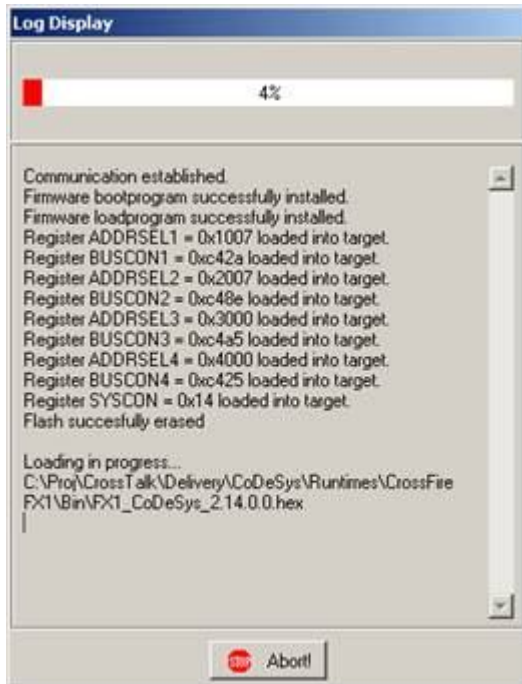 Log Display
4%
Communication established.
Firmware bootprogram successfully installed.
Firmware loadprogram successfully installed.
Register ADDRSEL1 = 0x1007 loaded into target.
Register BUSCON1 = 0xc42a loaded into target.
Register ADDRSEL2 = 0x2007 loaded into target.
Register BUSCON2 = 0xc48e loaded into target.
Register ADDRSEL3 = 0x3000 loaded into target.
Register BUSCON3 = 0xc4a5 loaded into target.
Register ADDRSEL4 = 0x4000 loaded into target.
Register BUSCON4 = 0xc425 loaded into target.
Register SYSCON = 0x14 loaded into target.
Flash succesfully erased
Loading in progress...
C:\Proj\CrossTalk\Delivery\CoDeSys\Runtimes\CrossFire
FX1\Bin\FX1_CoDeSys_2.14.0.0.hex
STOP Abort!